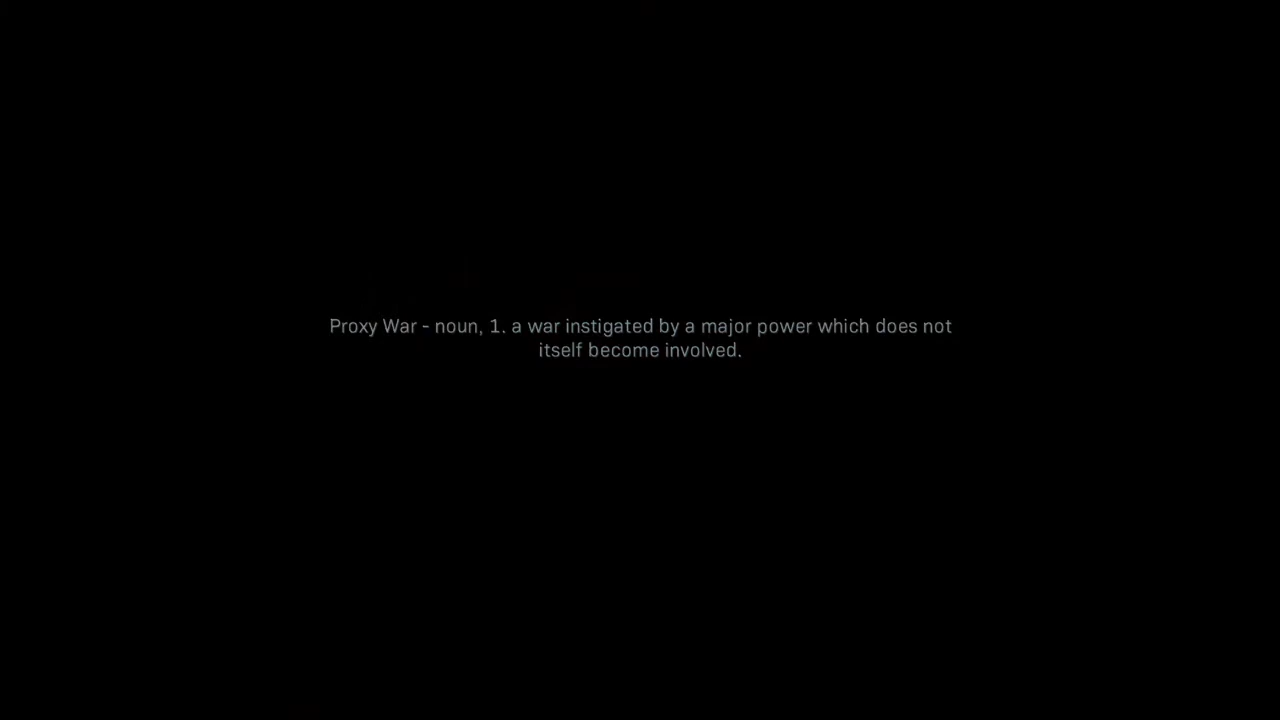 Proxy War - noun, 1. a war instigated by a major power which does not
itself become involved.